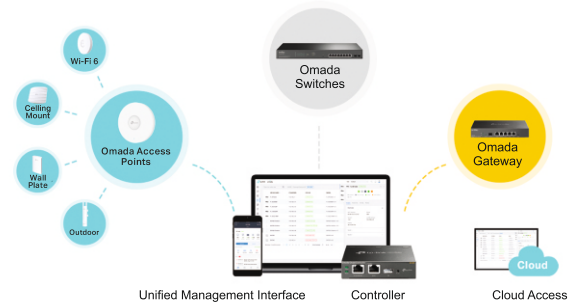 Wi-Fi 6
Celling
Mount
Wall
Plate
Outdoor
Omada Access
Points
Omada
Switches
Omada
Gateway
Cloud
Unified Management Interface
Controller
Cloud Access